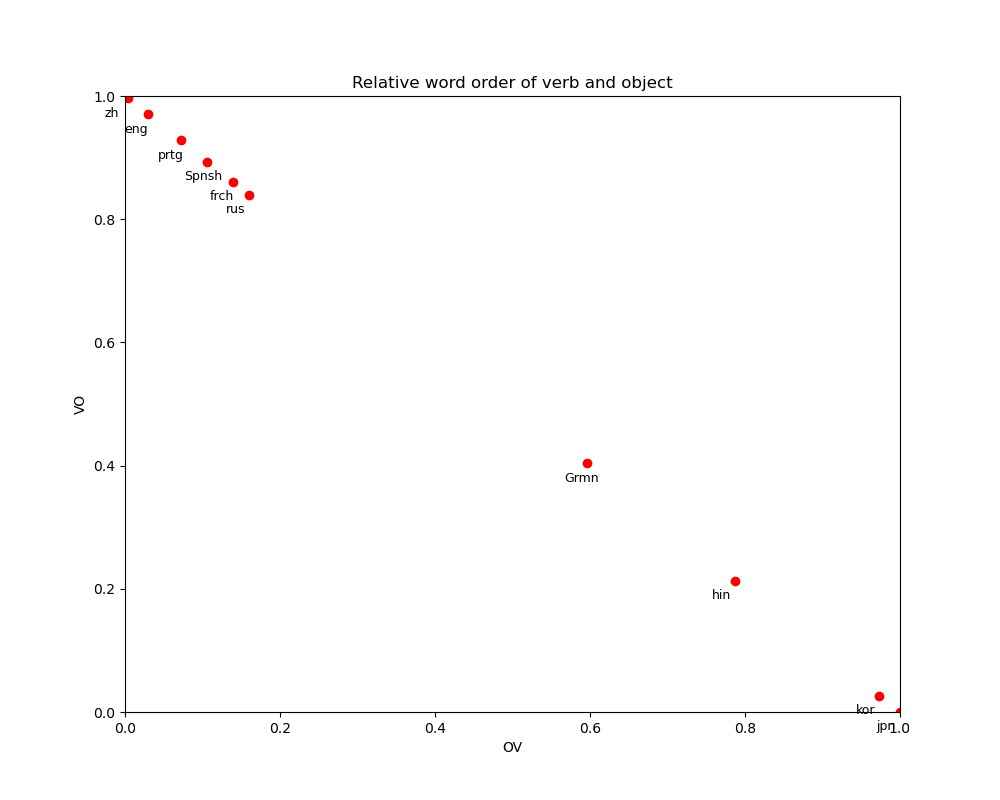 Relative word order of verb and object
1.0
zh
eng
prtg
Spnsh
frch
rus
0.8
0.6
VO
0.4
Grmn
0.2
hin
kor
0.0
jpn
0.0 0.2 0.4 0.6 0.8 1.0
OV